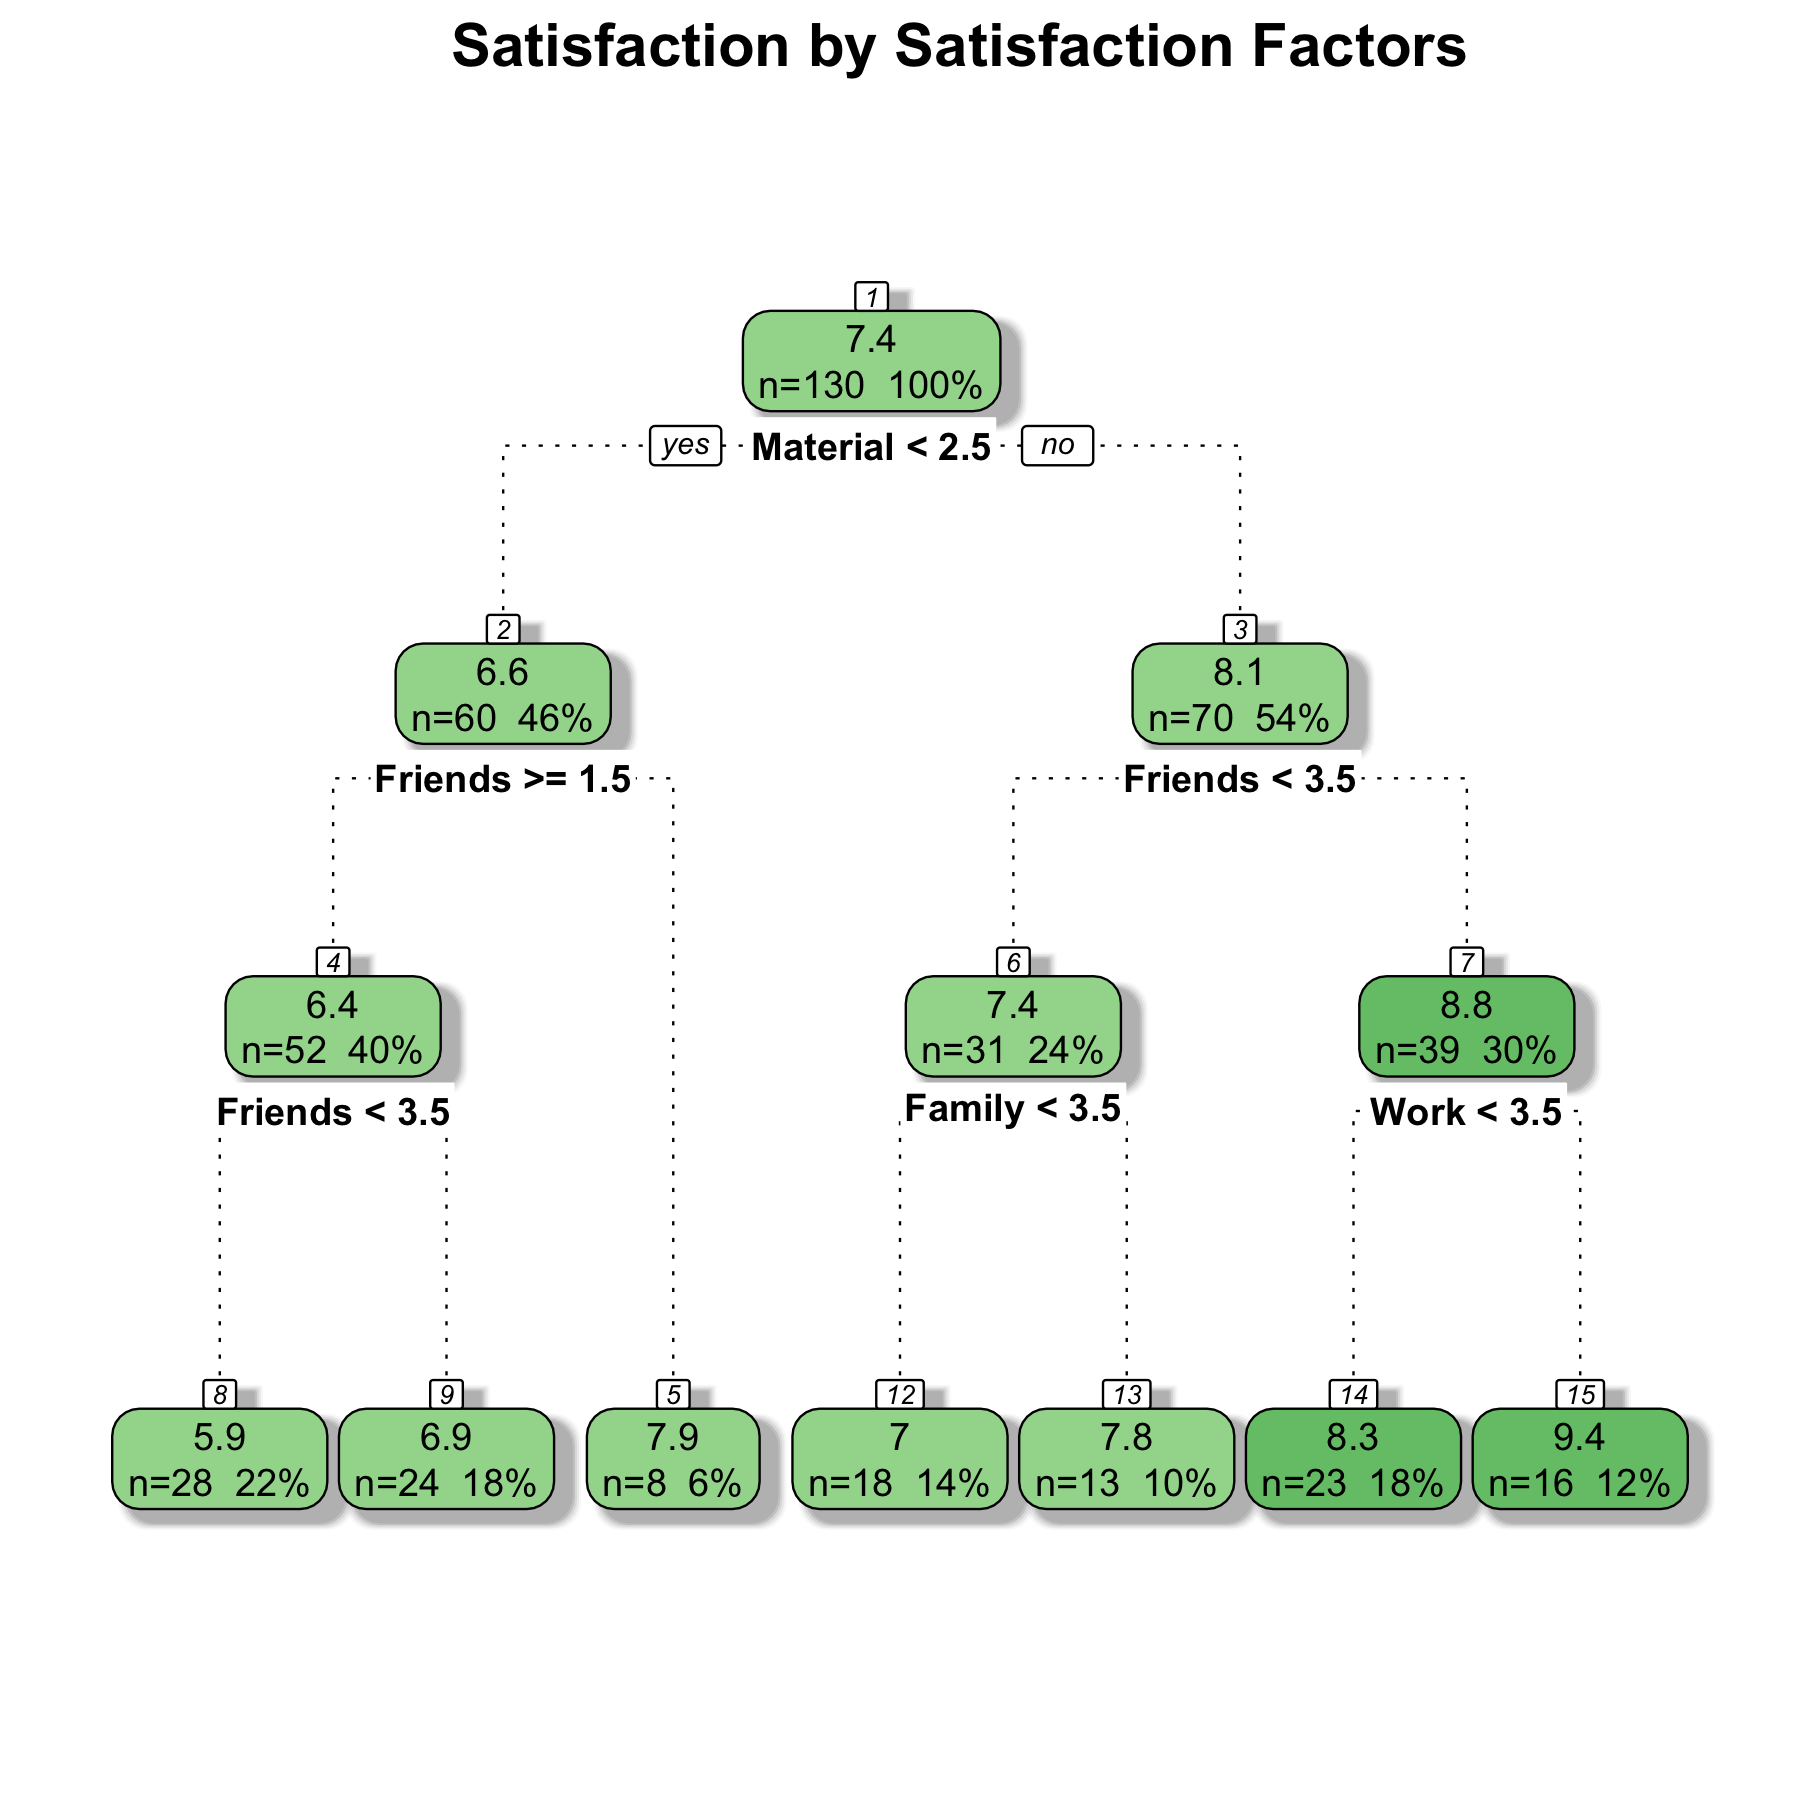 Satisfaction by Satisfaction Factors
1
7.4
n=130 100%
yes Material < 2.5 no
2
6.6
n=60 46%
3
8.1
n=70 54%
Friends >= 1.5
Friends < 3.5
4
6.4
n=52 40%
6
7.4
n=31 24%
7
8.8
n=39 30%
Friends < 3.5
Family < 3.5
Work < 3.5
8
5.9
n=28 22%
9
6.9
n=24 18%
5
7.9
n=8 6%
12
7
n=18 14%
13
7.8
n=13 10%
14
8.3
n=23 18%
15
9.4
n=16 12%